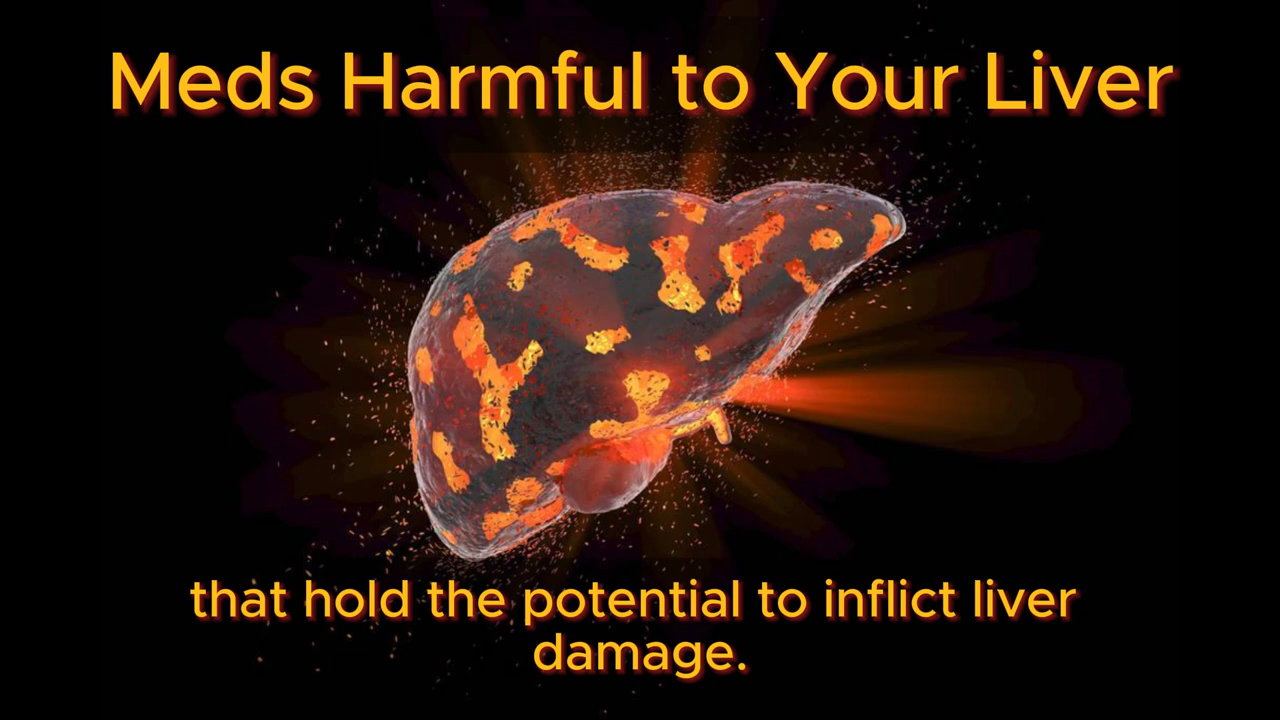 Meds Harmful to Your Liver
that hold the potential to inflict liver
damage.